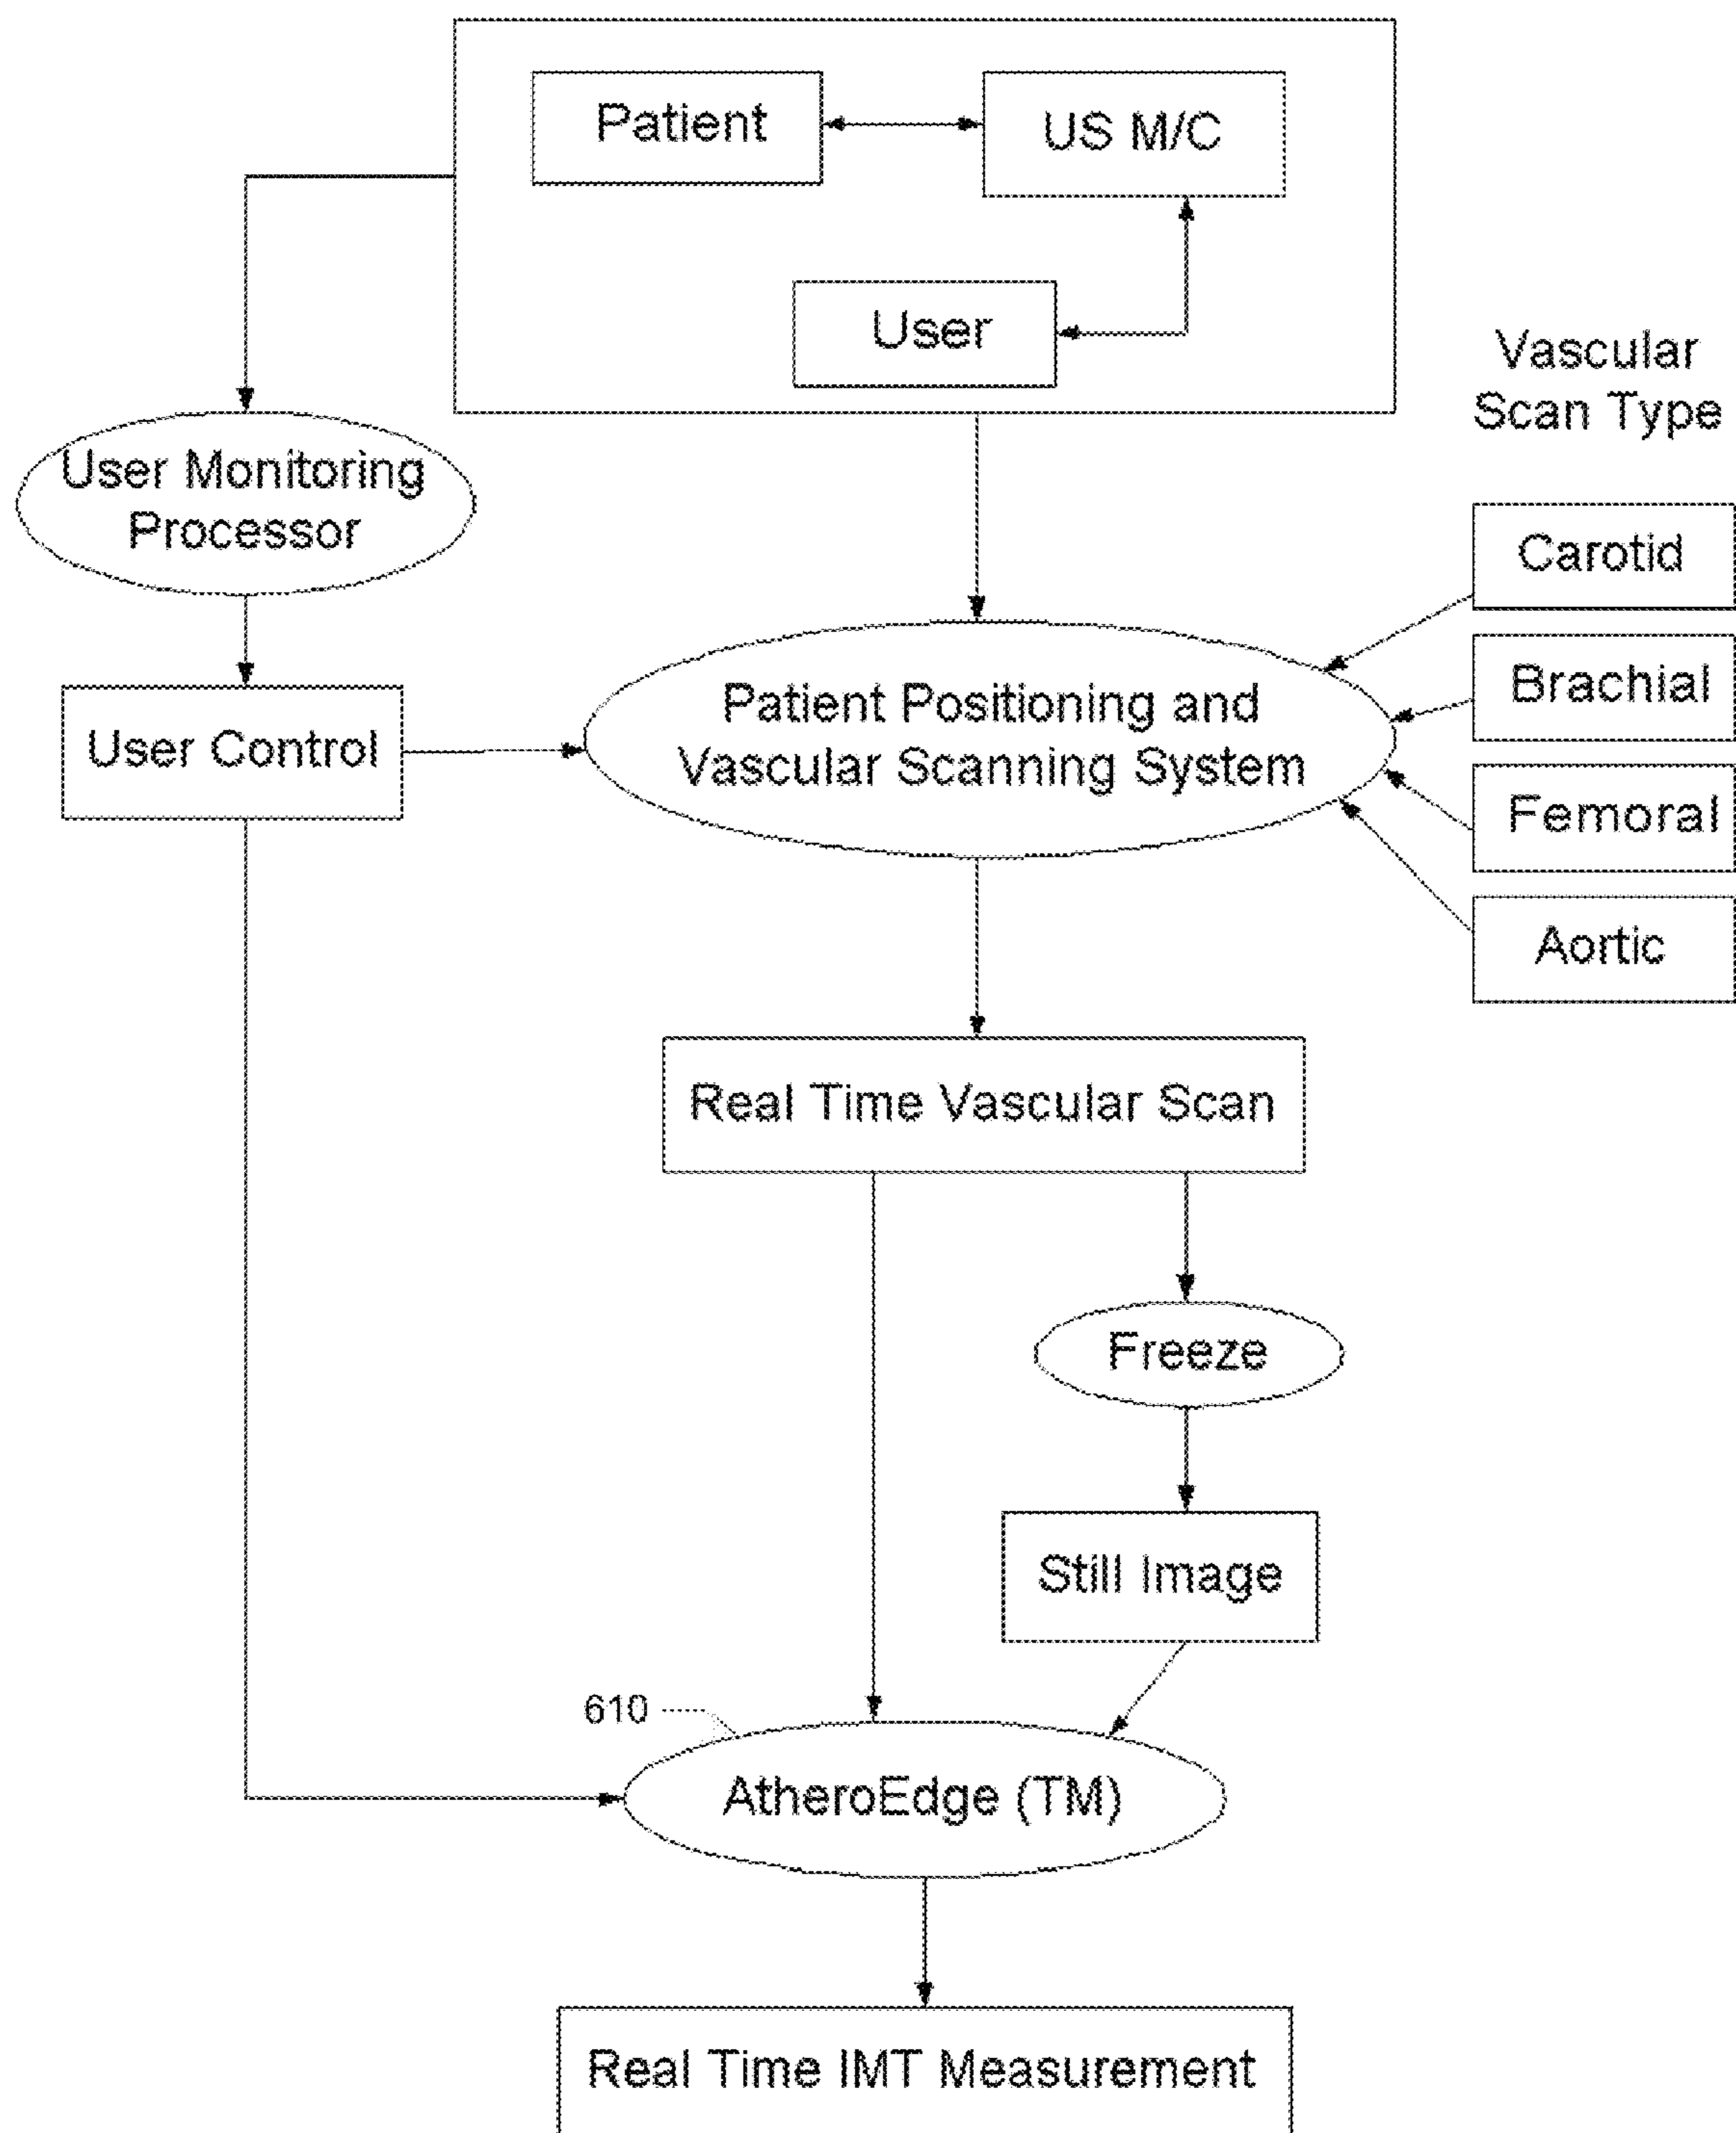 Patient
US M/C
User
Vascular
Scan Type
User Monitoring
Processor
Carotid
Brachial
User Control
Patient Positioning and
Vascular Scanning System
Femoral
Aortic
Real Time Vascular Scan
Freeze
Still Image
610
AtheroEdge (TM)
Real Time IMT Measurement